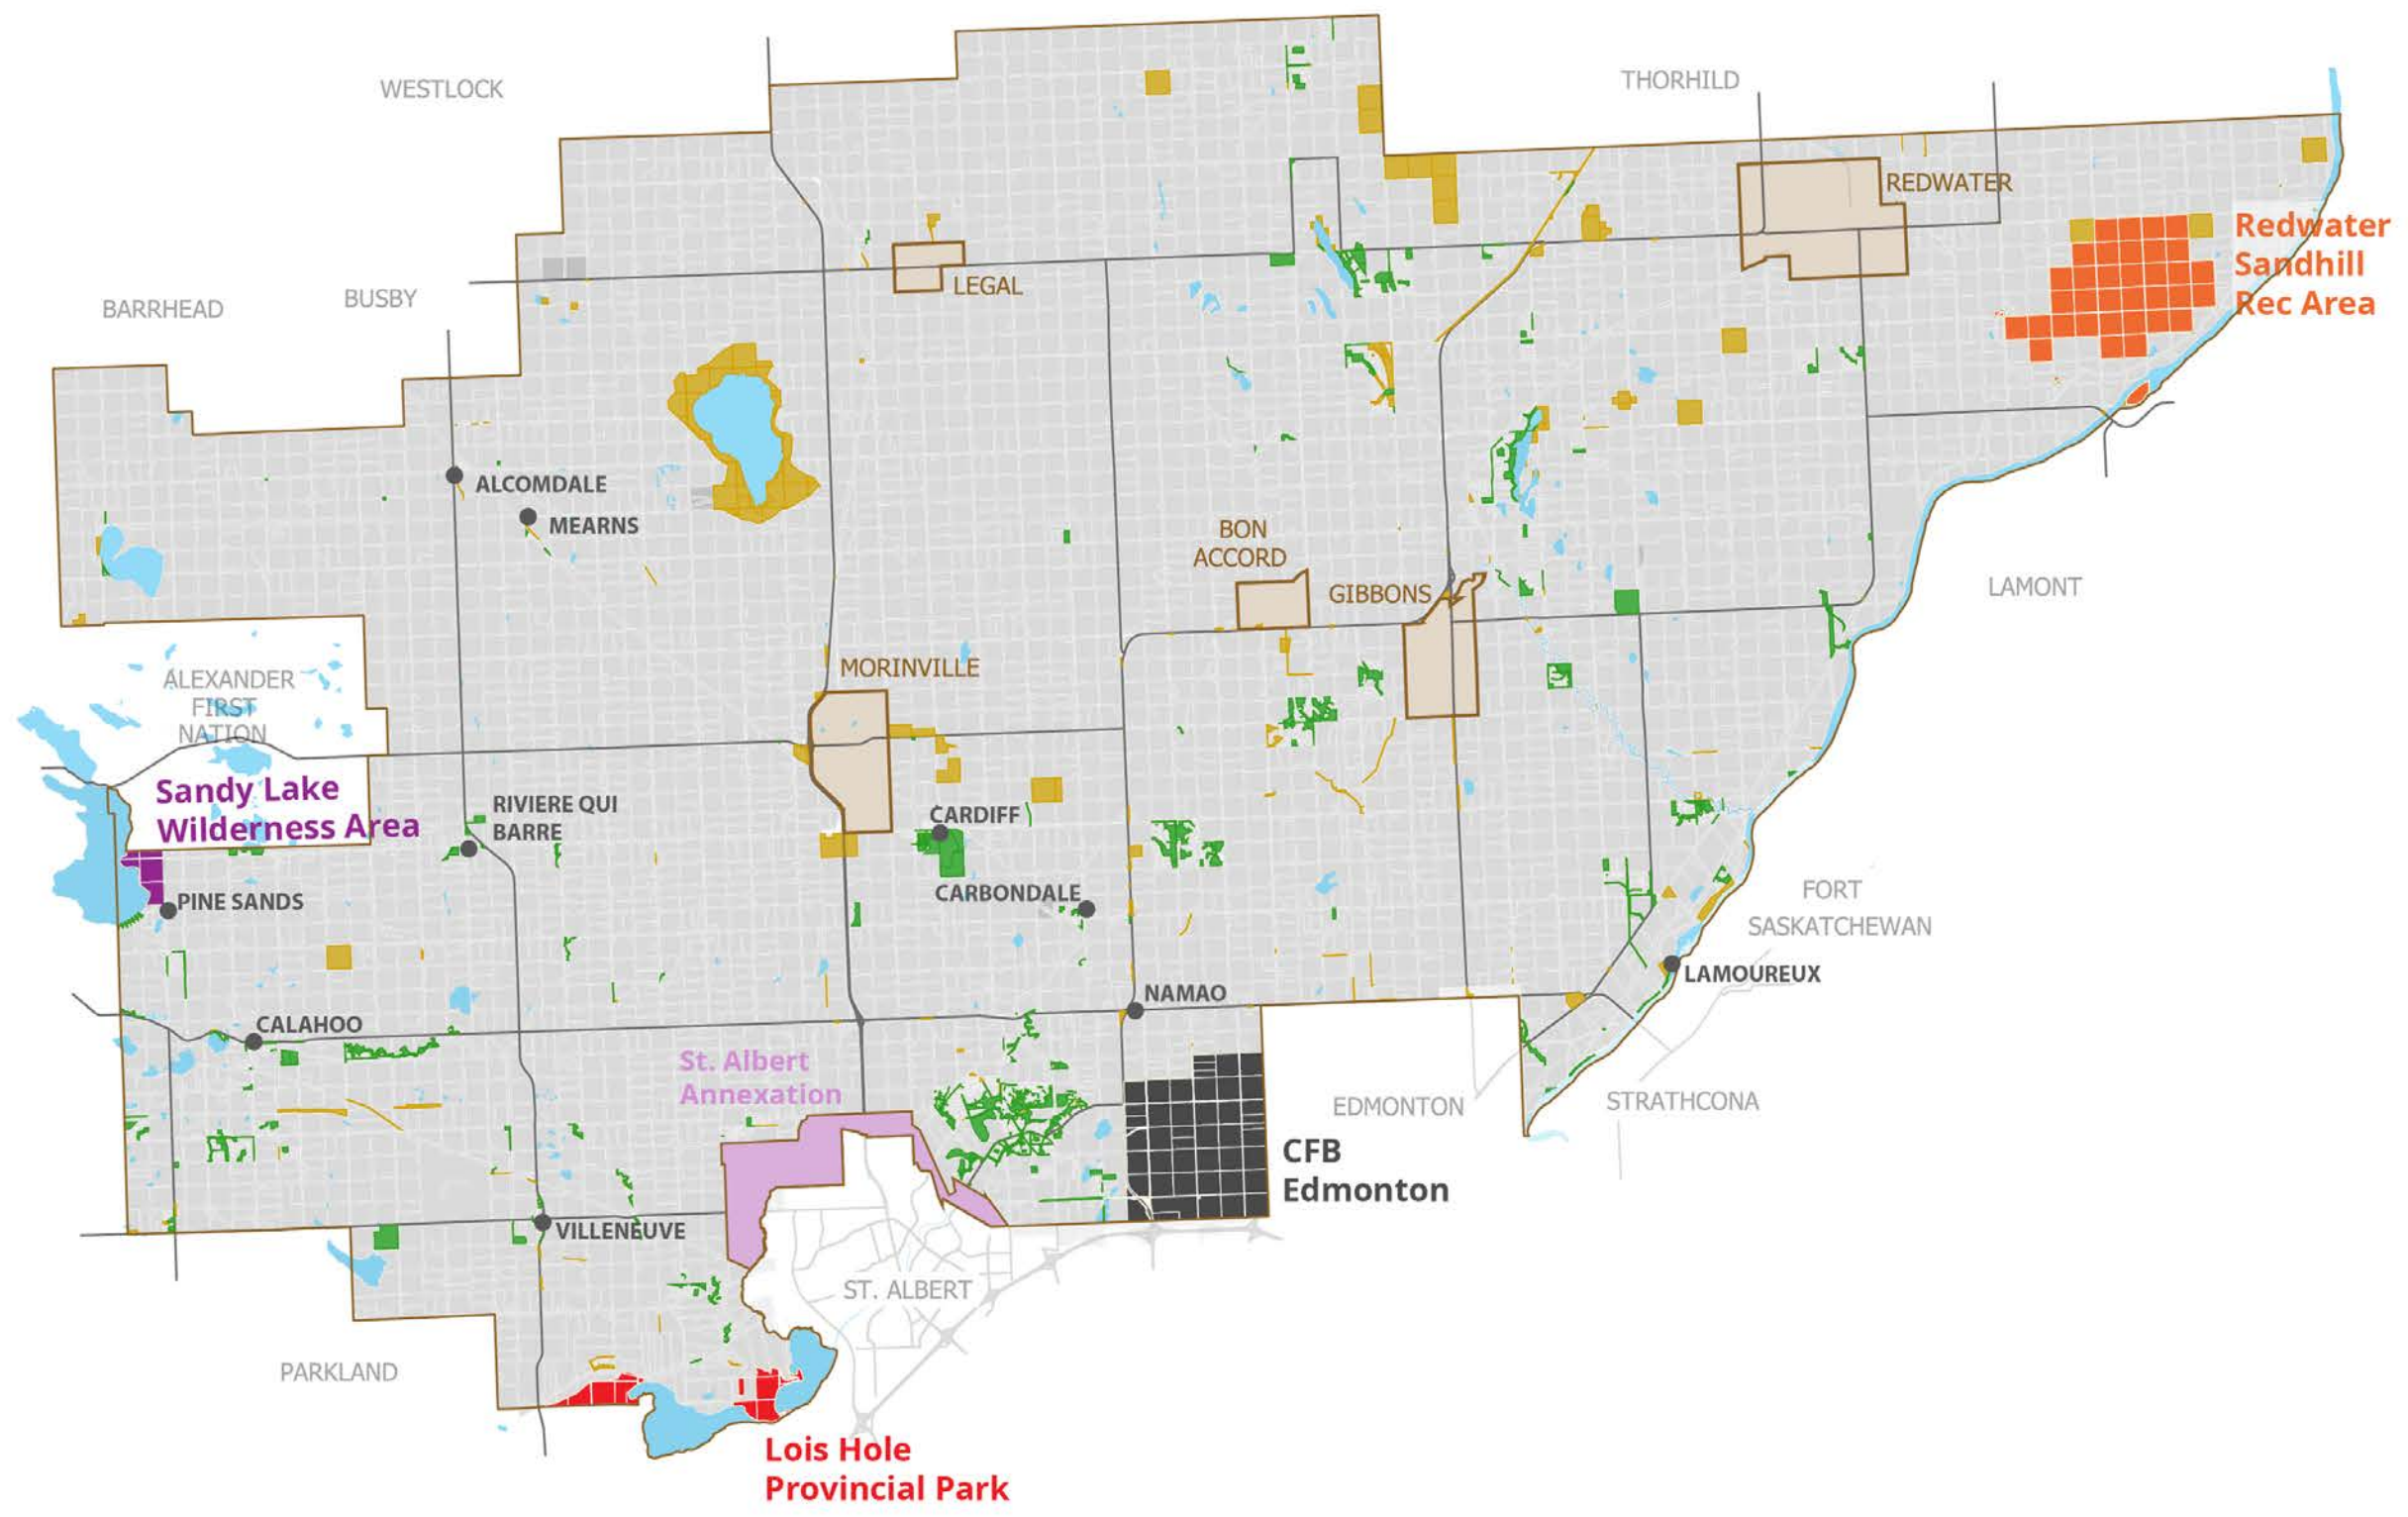 WESTLOCK
THORHILD
REDWATER
Redwater
Sandhill
Rec Area
LEGAL
BARRHEAD
BUSBY
ALCOMDALE
MEARNS
BON
ACCORD
GIBBONS
LAMONT
MORINVILLE
ALEXANDER
FIRST
NATION
Sandy Lake
Wilderness Area
RIVIERE QUI
BARRE
CARDIFF
CARBONDALE
PINE SANDS
FORT
SASKATCHEWAN
LAMOUREUX
NAMAO
CALAHOO
St. Albert
Annexation
EDMONTON
STRATHCONA
CFB
Edmonton
VILLENEUVE
ST. ALBERT
PARKLAND
Lois Hole
Provincial Park